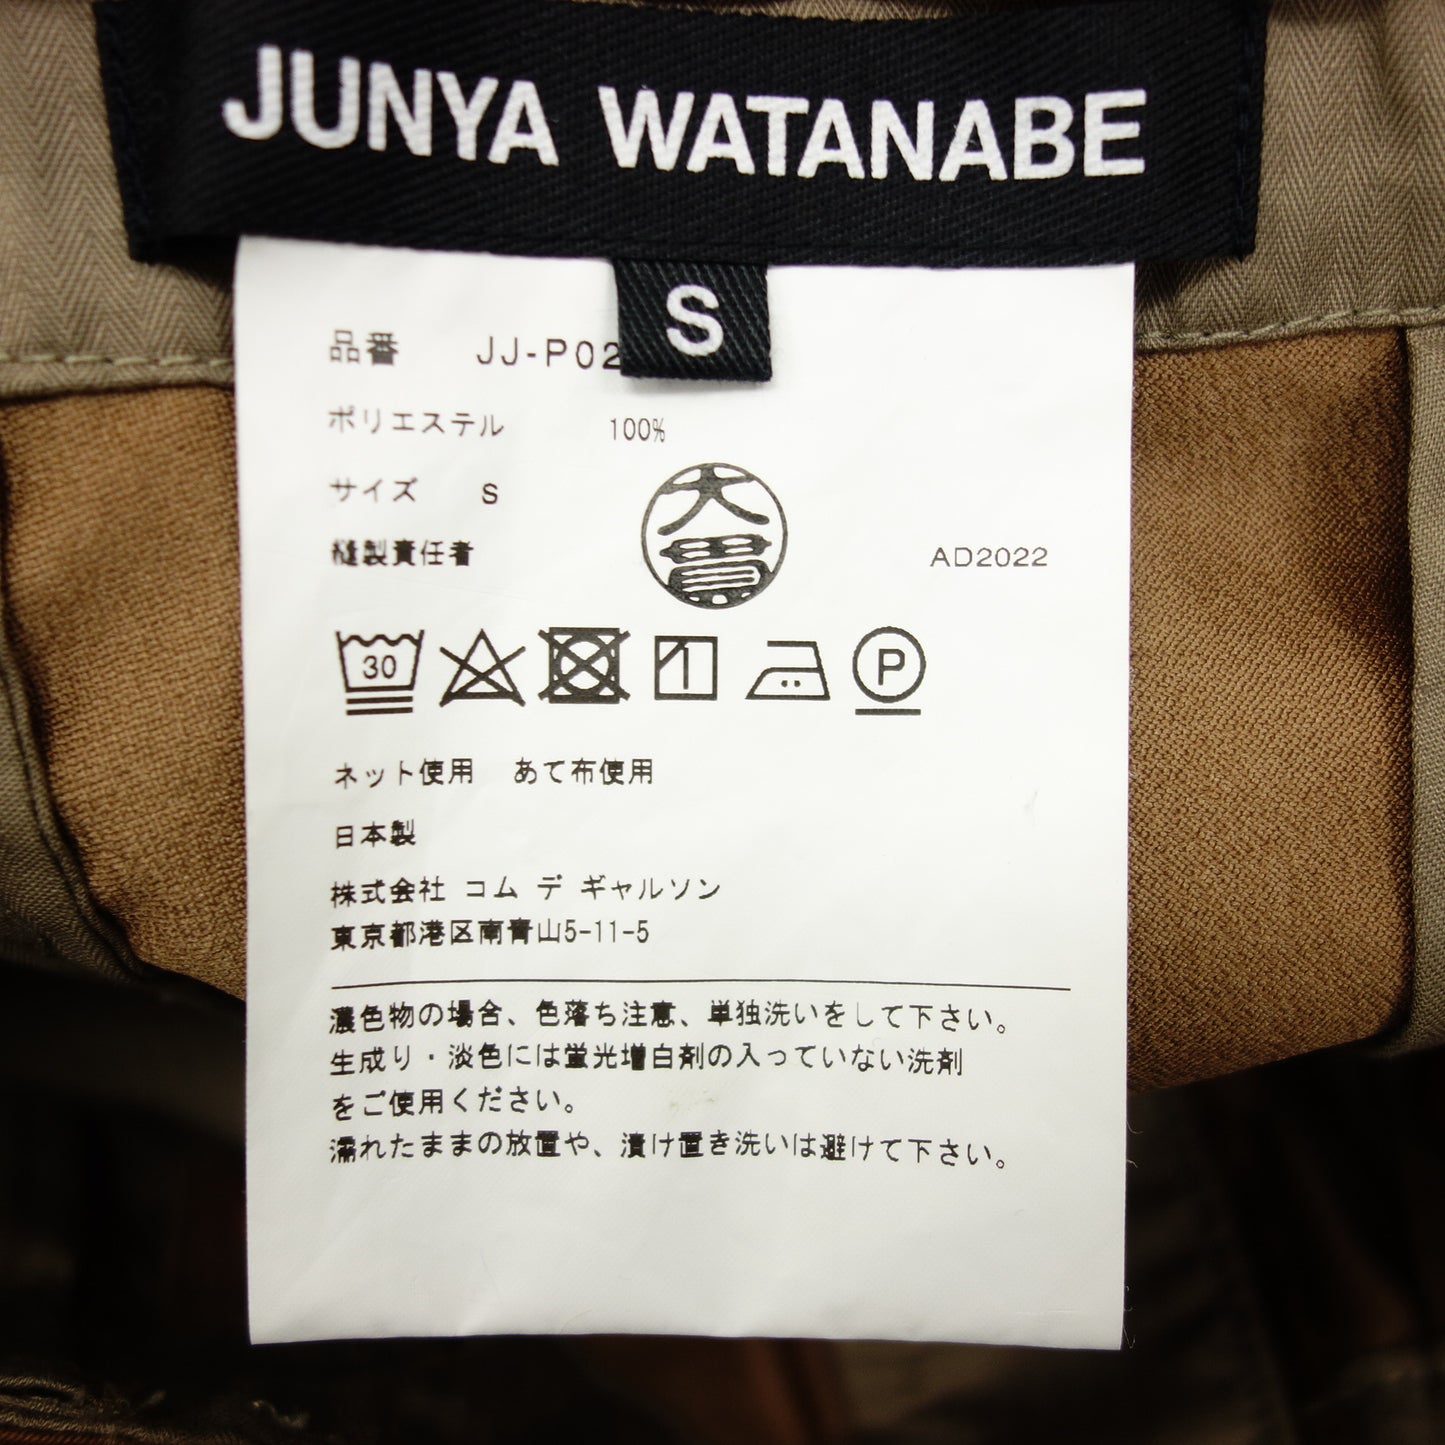 JUNYA WATANABE
S
品番 JJ-P02
ポリエステル 100%
サイズ S
縫製責任者 大貫 AD2022
30 P
ネット使用 あて布使用
日本製
株式会社 コム デ ギャルソン
東京都港区南青山5-11-5
濃色物の場合、色落ち注意、単独洗いをして下さい。
生成り・淡色には蛍光増白剤の入っていない洗剤
をご使用ください。
濡れたままの放置や、漬け置き洗いは避けて下さい。